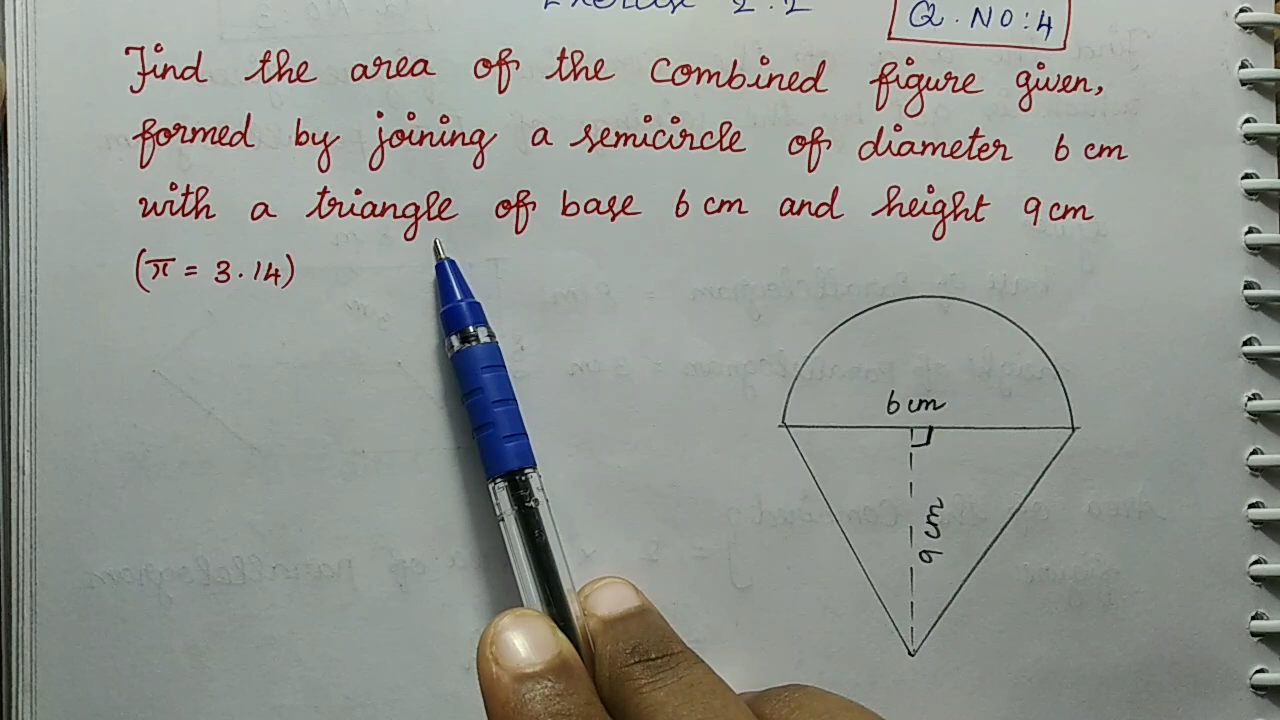 Q. NO:4
Find the area of the combined figure given,
formed by joining a semicircle of diameter 6 cm
with a triangle of base 6 cm and height 9 cm
(π = 3.14)
6 cm
9 cm